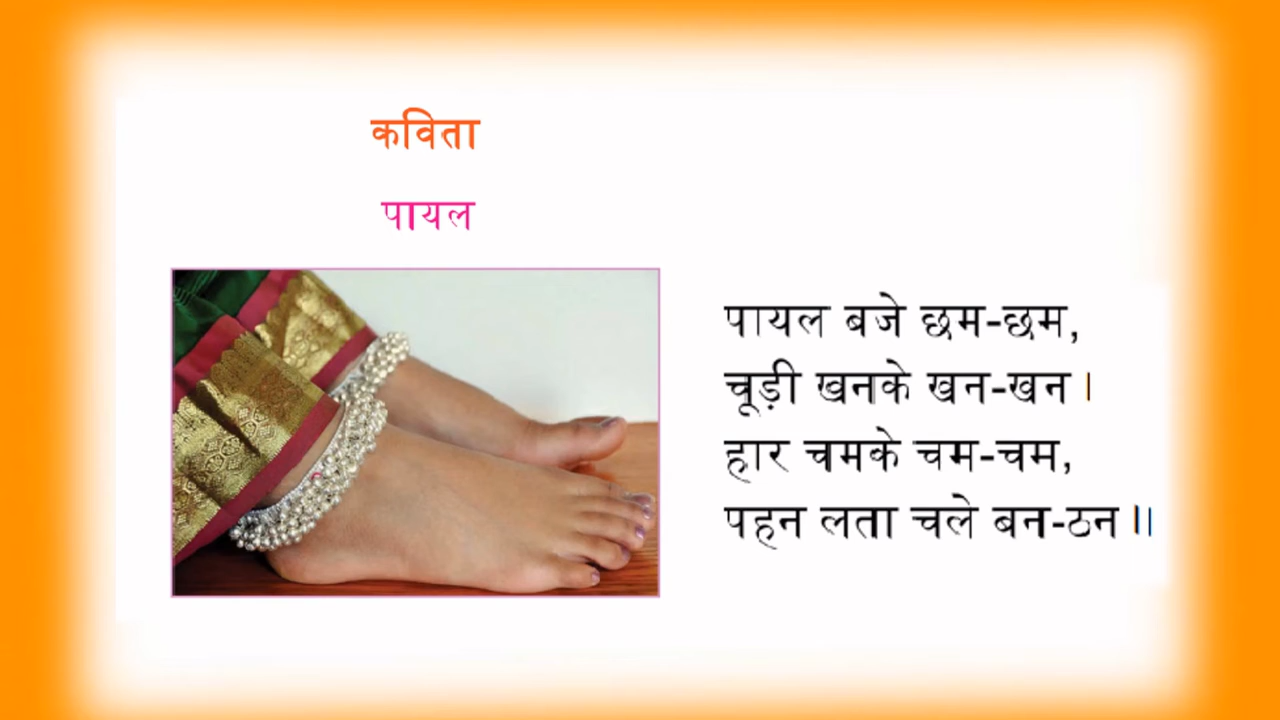 कविता
पायल
पायल बजे छम-छम,
चूड़ी खनके खन-खन ।
हार चमके चम-चम,
पहन लता चले बन-ठन ॥